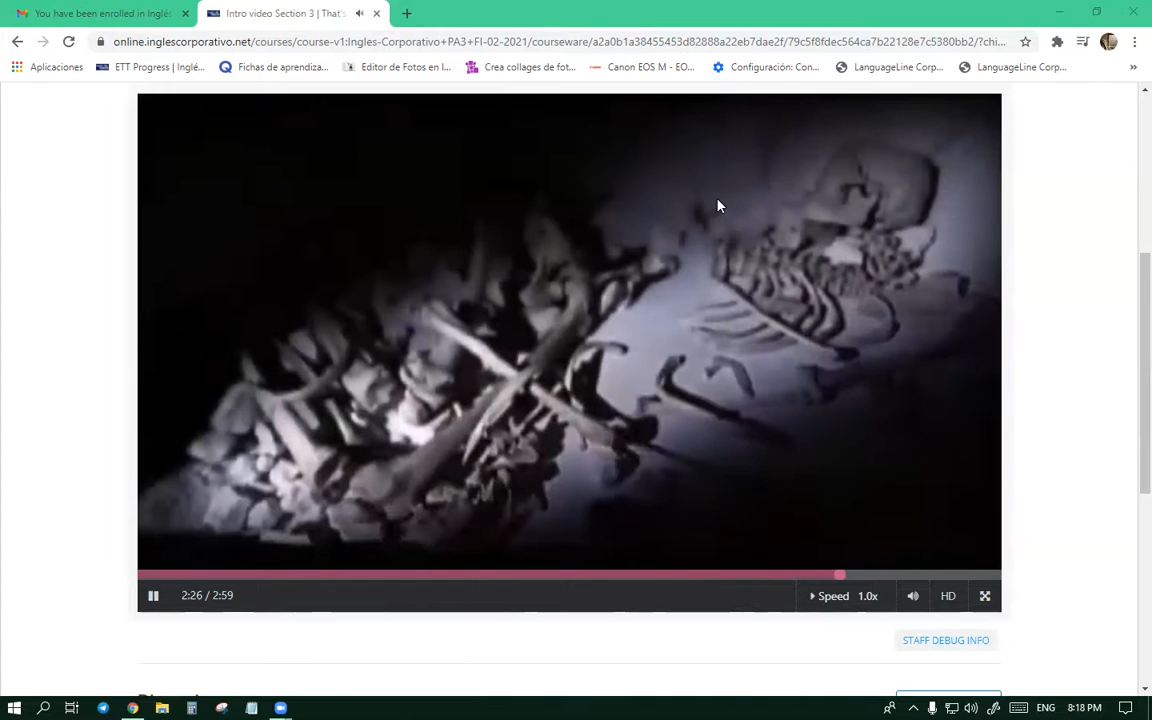 You have been enrolled in Inglés
Intro video Section 3 | That's
online.inglescorporativo.net/courses/course-v1:Ingles-Corporativo+PA3+FI-02-2021/courseware/a2a0b1a38455453d82888a22eb7dae2f/79c5f8fdec564ca7b22128e7c5380bb2/?chi...
Aplicaciones
ETT Progress | Inglé...
Fichas de aprendiza...
Editor de Fotos en l...
Crea collages de fot...
Canon EOS M - EO...
Configuración: Con...
LanguageLine Corp...
LanguageLine Corp...
2:26 / 2:59
Speed 1.0x
HD
STAFF DEBUG INFO
ENG
8:18 PM